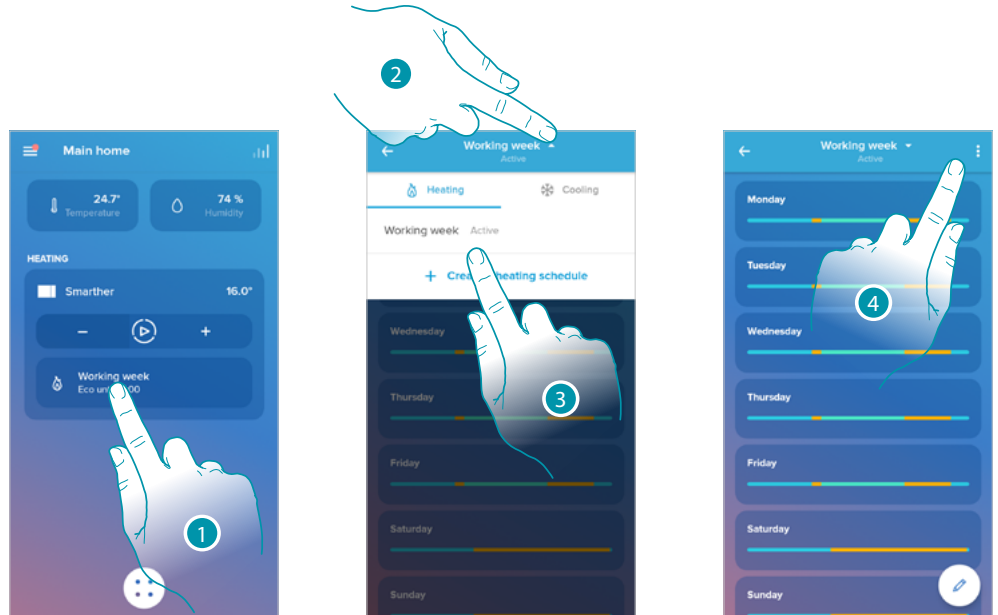 2
Main home
24.7°
Temperature
74 %
Humidity
HEATING
Smarther
16.0°
Working week
Eco
00
1
Working week
Active
Heating
Cooling
Working week Active
+ heating schedule
Wednesday
Thursday
Friday
Saturday
Sunday
3
Working week
Active
Monday
Tuesday
Wednesday
Thursday
Friday
Saturday
Sunday
4